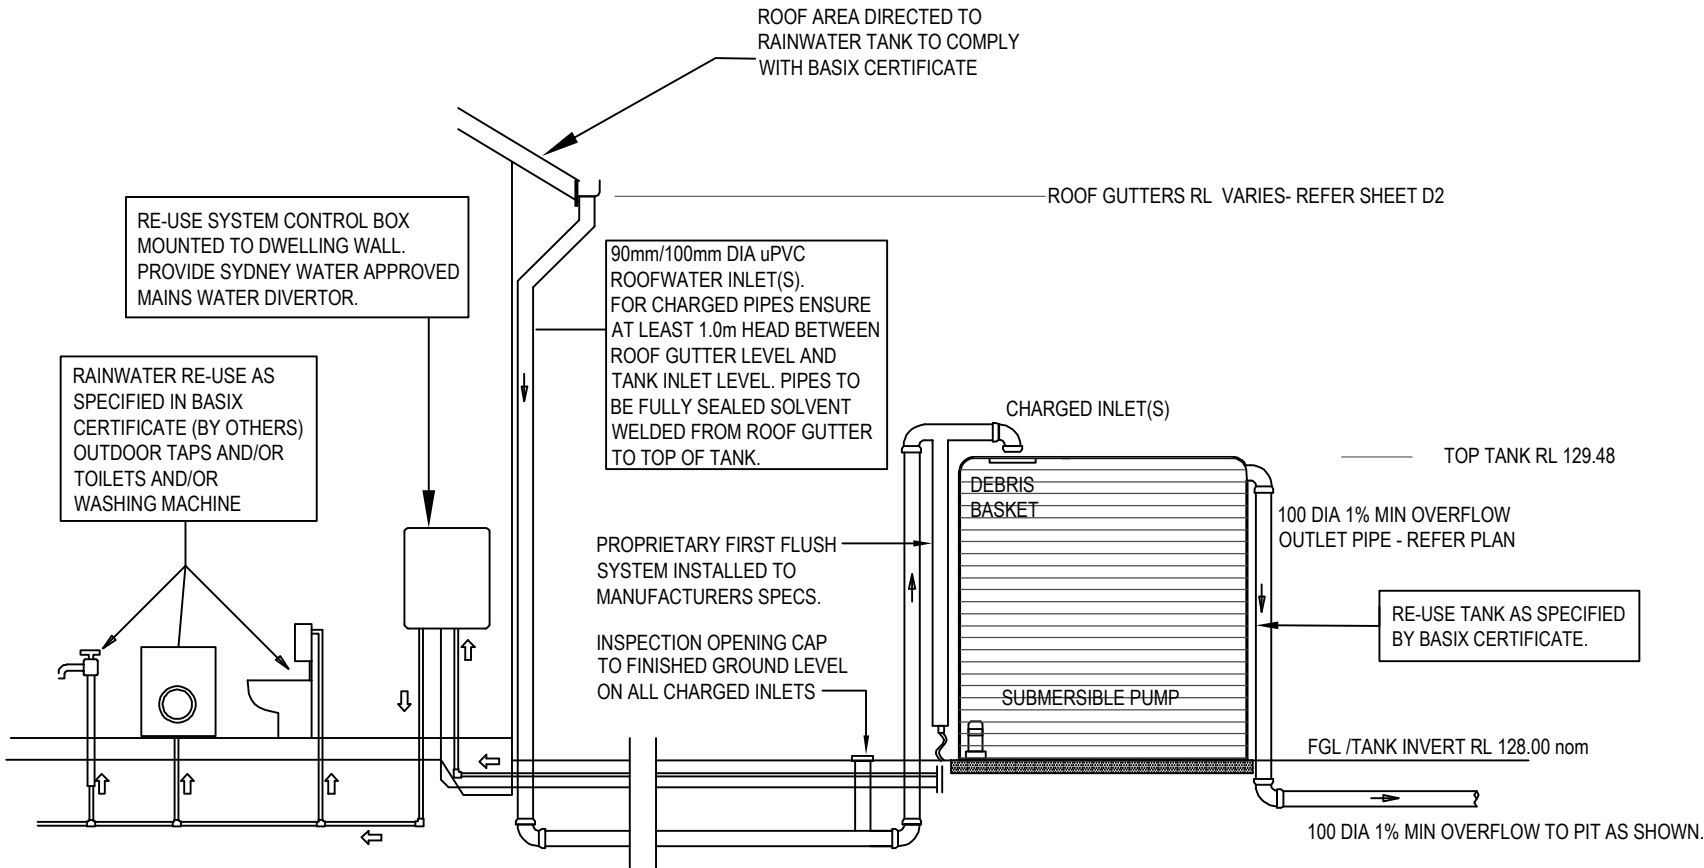 ROOF AREA DIRECTED TO
RAINWATER TANK TO COMPLY
WITH BASIX CERTIFICATE
ROOF GUTTERS RL  VARIES- REFER SHEET D2
RE-USE SYSTEM CONTROL BOX
MOUNTED TO DWELLING WALL.
PROVIDE SYDNEY WATER APPROVED
MAINS WATER DIVERTOR.
90mm/100mm DIA uPVC
ROOFWATER INLET(S).
FOR CHARGED PIPES ENSURE
AT LEAST 1.0m HEAD BETWEEN
ROOF GUTTER LEVEL AND
TANK INLET LEVEL. PIPES TO
BE FULLY SEALED SOLVENT
WELDED FROM ROOF GUTTER
TO TOP OF TANK.
RAINWATER RE-USE AS
SPECIFIED IN BASIX
CERTIFICATE (BY OTHERS)
OUTDOOR TAPS AND/OR
TOILETS AND/OR
WASHING MACHINE
CHARGED INLET(S)
TOP TANK RL 129.48
DEBRIS
BASKET
100 DIA 1% MIN OVERFLOW
OUTLET PIPE - REFER PLAN
PROPRIETARY FIRST FLUSH
SYSTEM INSTALLED TO
MANUFACTURERS SPECS.
RE-USE TANK AS SPECIFIED
BY BASIX CERTIFICATE.
INSPECTION OPENING CAP
TO FINISHED GROUND LEVEL
ON ALL CHARGED INLETS
SUBMERSIBLE PUMP
FGL /TANK INVERT RL 128.00 nom
100 DIA 1% MIN OVERFLOW TO PIT AS SHOWN.